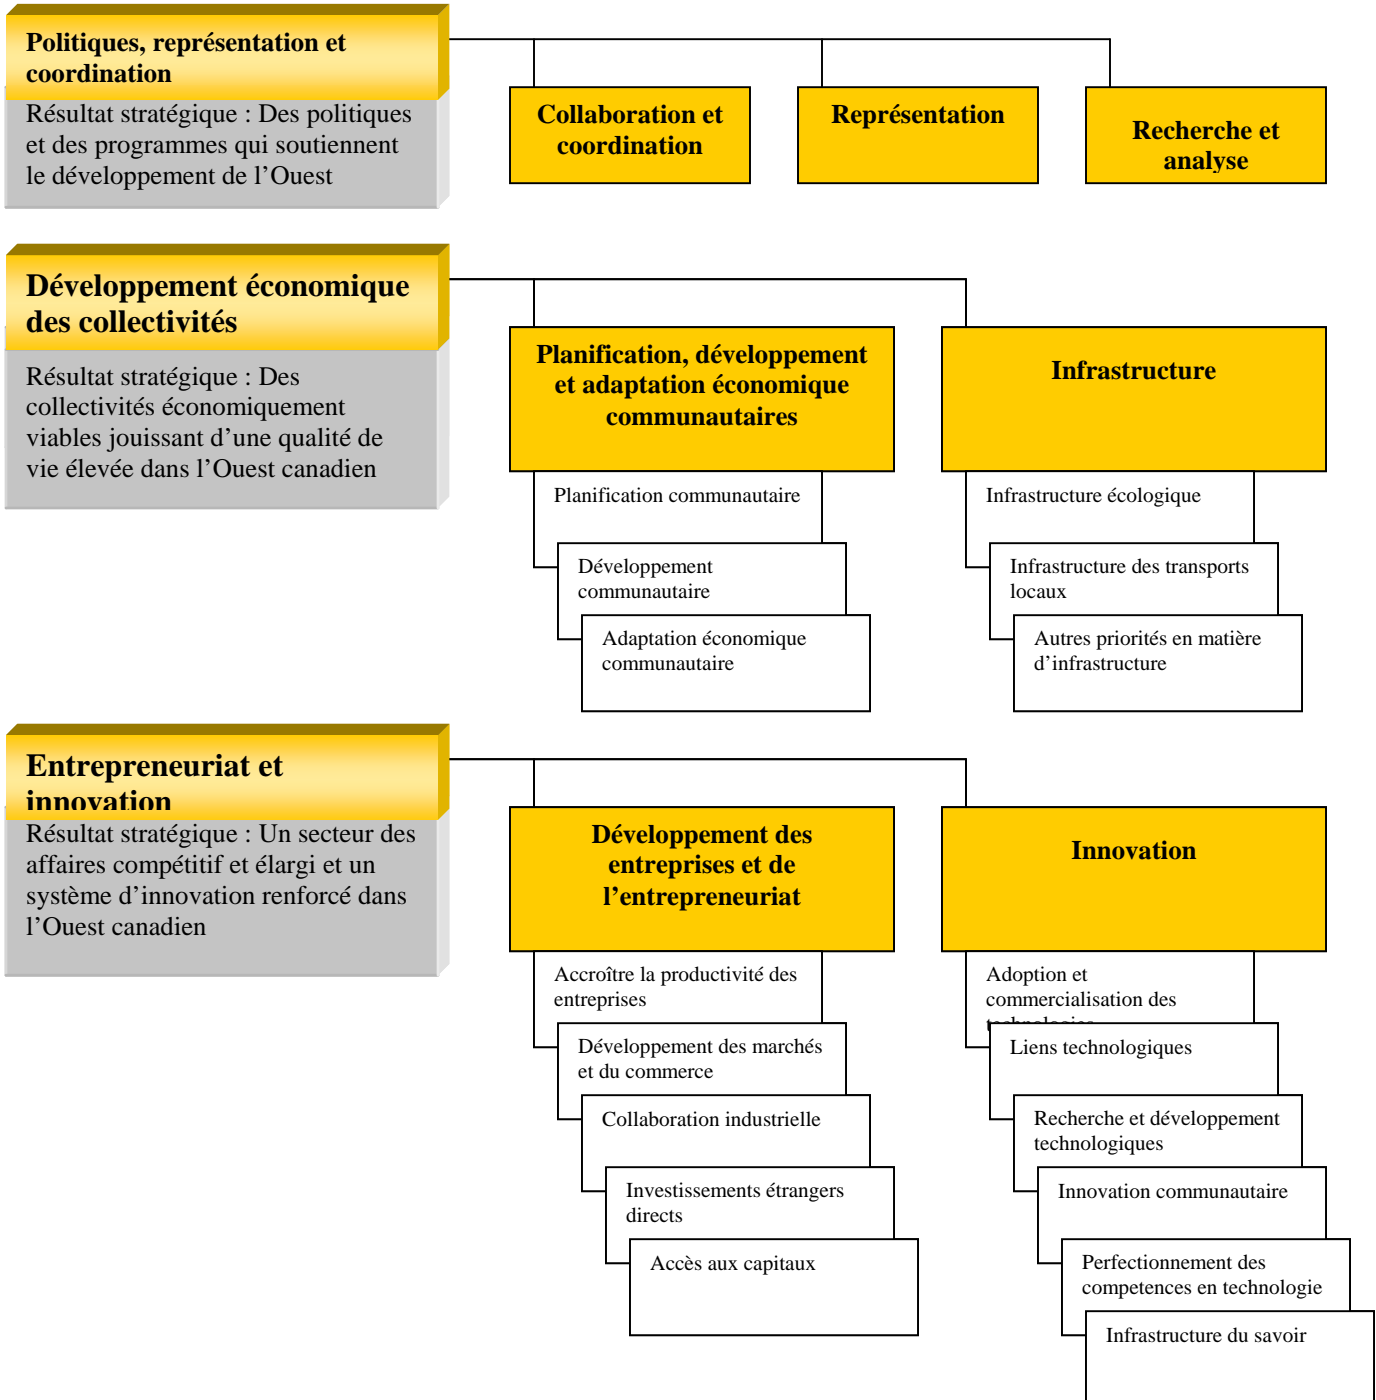 Politiques, représentation et
coordination
Résultat stratégique : Des politiques
et des programmes qui soutiennent
le développement de l’Ouest
Collaboration et
coordination
Représentation
Recherche et
analyse
Développement économique
des collectivités
Résultat stratégique : Des
collectivités économiquement
viables jouissant d’une qualité de
vie élevée dans l’Ouest canadien
Planification, développement
et adaptation économique
communautaires
Planification communautaire
Développement
communautaire
Adaptation économique
communautaire
Infrastructure
Infrastructure écologique
Infrastructure des transports
locaux
Autres priorités en matière
d’infrastructure
Entrepreneuriat et
innovation
Résultat stratégique : Un secteur des
affaires compétitif et élargi et un
système d’innovation renforcé dans
l’Ouest canadien
Développement des
entreprises et de
l’entrepreneuriat
Accroître la productivité des
entreprises
Développement des marchés
et du commerce
Collaboration industrielle
Investissements étrangers
directs
Accès aux capitaux
Innovation
Adoption et
commercialisation des
technologies
Liens technologiques
Recherche et développement
technologiques
Innovation communautaire
Perfectionnement des
competences en technologie
Infrastructure du savoir